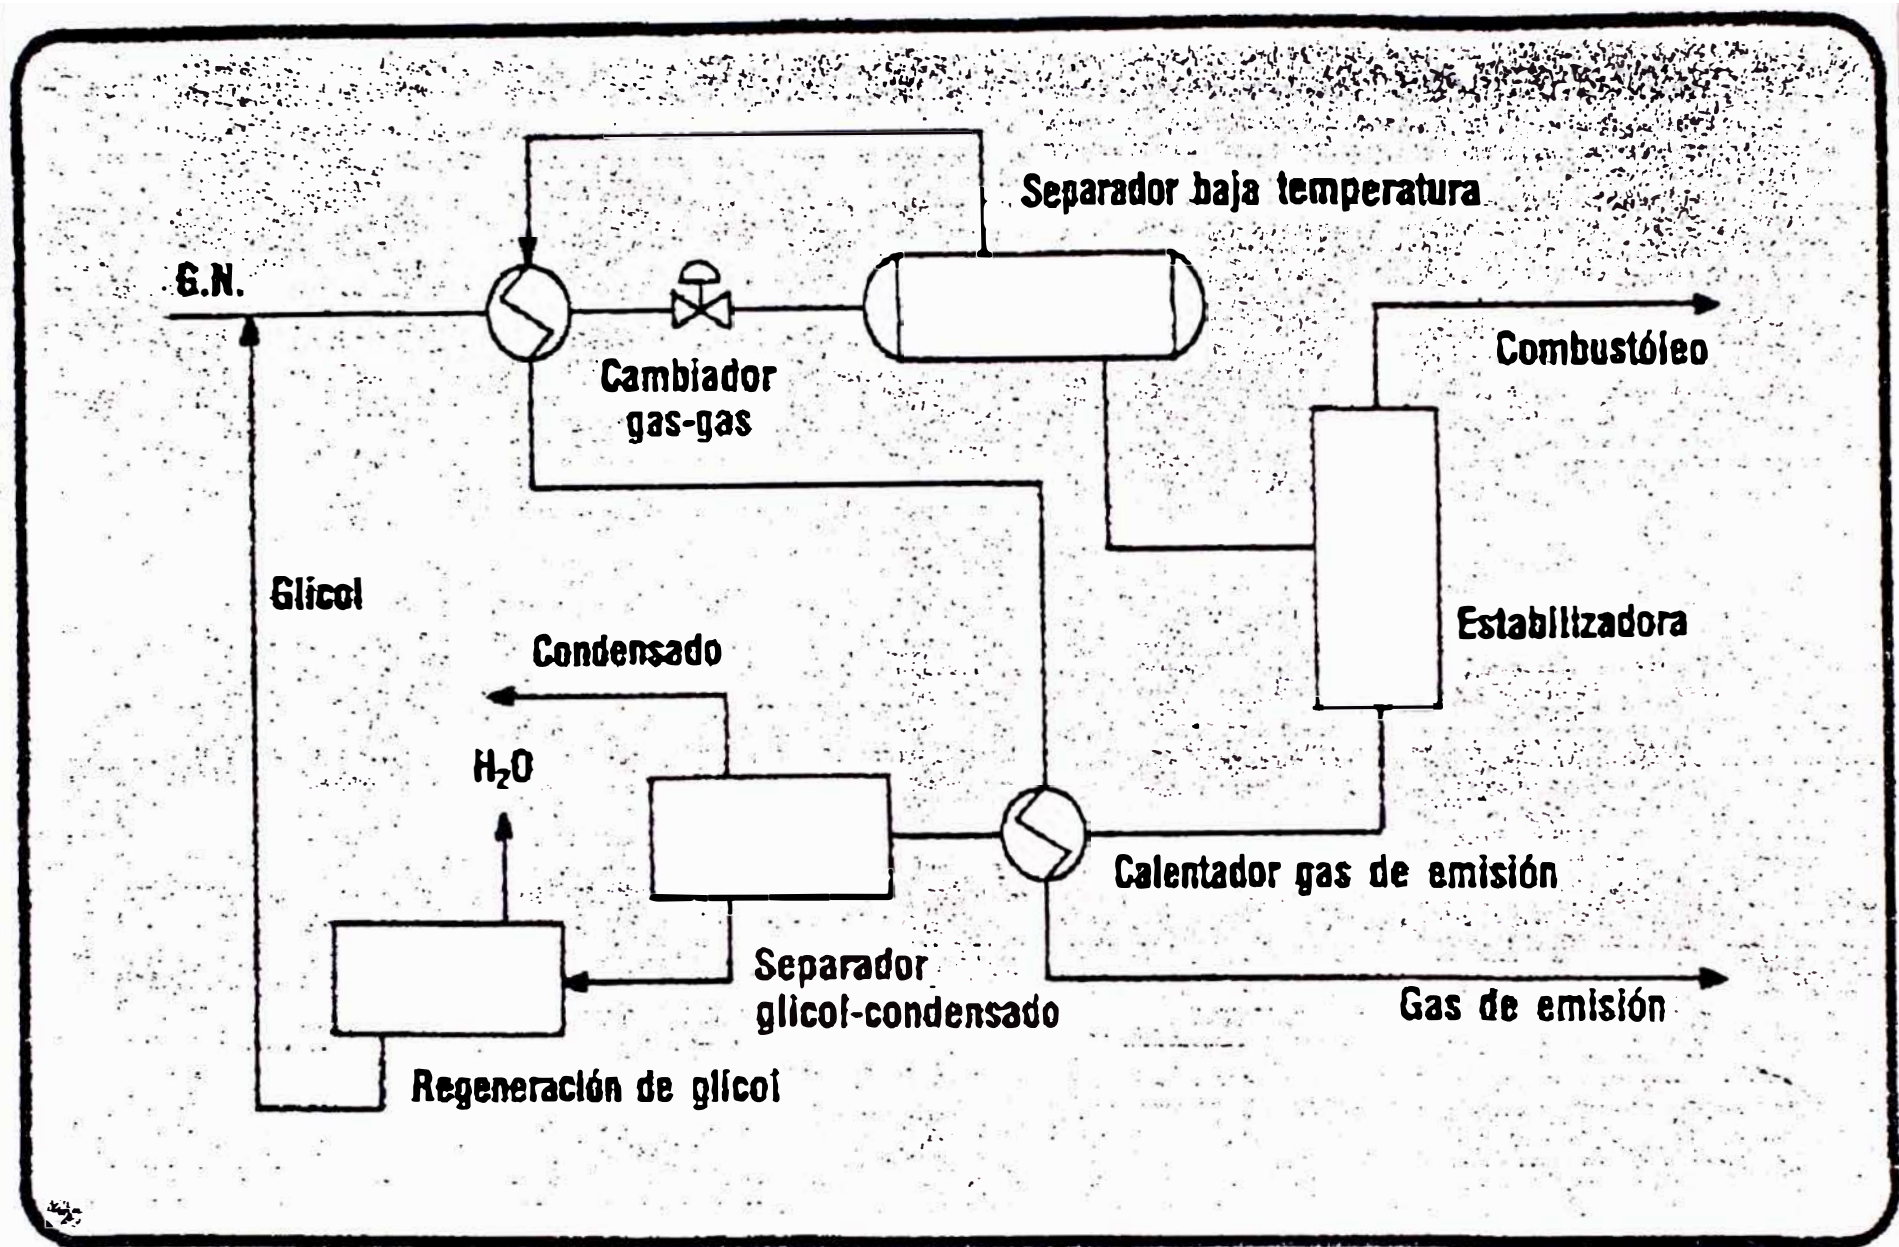 Separador baja temperatura
G.N.
Combustóleo
Cambiador
gas-gas
Glicol
Estabilizadora
Condensado
H₂O
Calentador gas de emisión
Separador
glicol-condensado
Gas de emisión
Regeneración de glicol